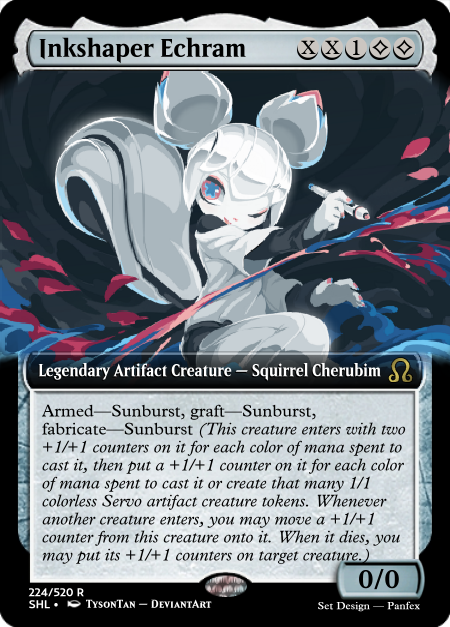 Inkshaper Echram X X 1
Legendary Artifact Creature — Squirrel Cherubim
Armed—Sunburst, graft—Sunburst,
fabricate—Sunburst (This creature enters with two
+1/+1 counters on it for each color of mana spent to
cast it, then put a +1/+1 counter on it for each color
of mana spent to cast it or create that many 1/1
colorless Servo artifact creature tokens. Whenever
another creature enters, you may move a +1/+1
counter from this creature onto it. When it dies, you
may put its +1/+1 counters on target creature.)
0/0
224/520 R
SHL • TysonTan — DeviantArt
Set Design — Panfex